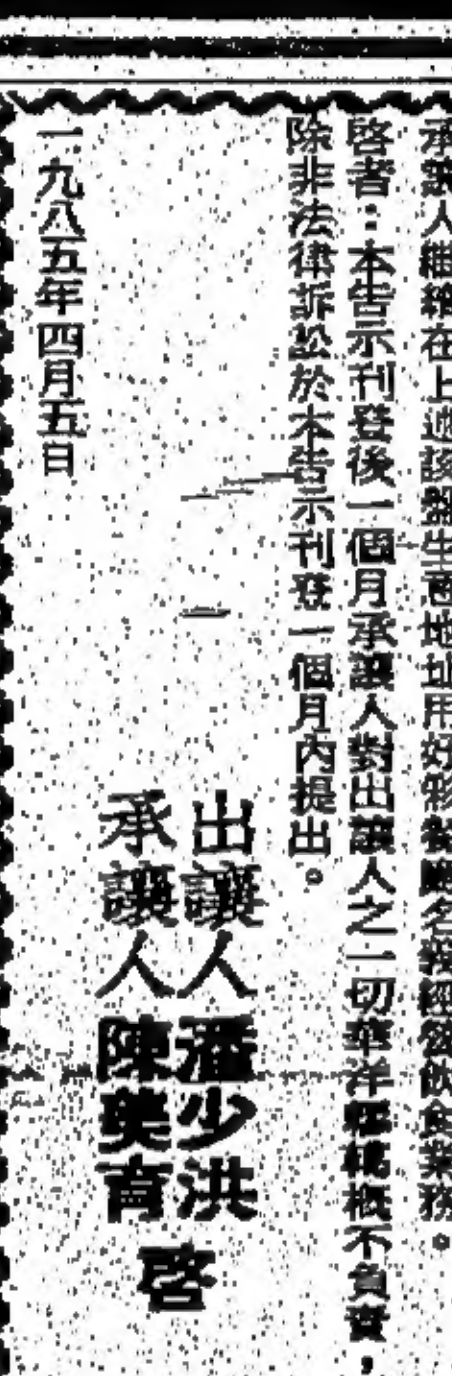 承讓人繼續在上述該營生西地址用好彩餐廳名義經營飲食業務。
啓者：本告示刊登後一個月承讓人對出讓人之一切華洋轇轕概不負責，
除非法律訴訟於本告示刊登一個月內提出。
出讓人潘少洪
承讓人陳美育
啓
一九八五年四月五日